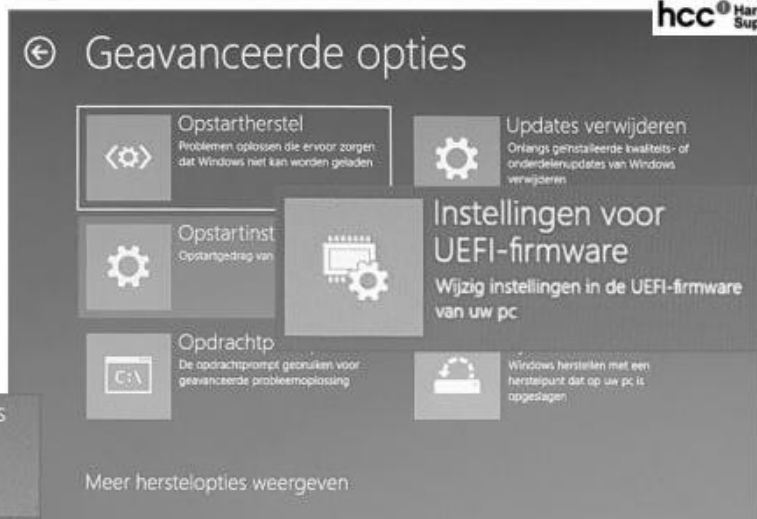 hcc
Geavanceerde opties
Opstartherstel
Problemen oplossen die ervoor zorgen
dat Windows niet kan worden geladen
Updates verwijderen
Onlangs geïnstalleerde kwaliteits- of
onderdelenupdates van Windows
verwijderen
Opstartinst
Opstartgedrag van
Instellingen voor
UEFI-firmware
Wijzig instellingen in de UEFI-firmware
van uw pc
Opdrachtp
De opdrachtprompt gebruiken voor
geavanceerde probleemoplossing
C:\
Windows herstellen met een
herstelpunt dat op uw pc is
opgeslagen
Meer herstelopties weergeven